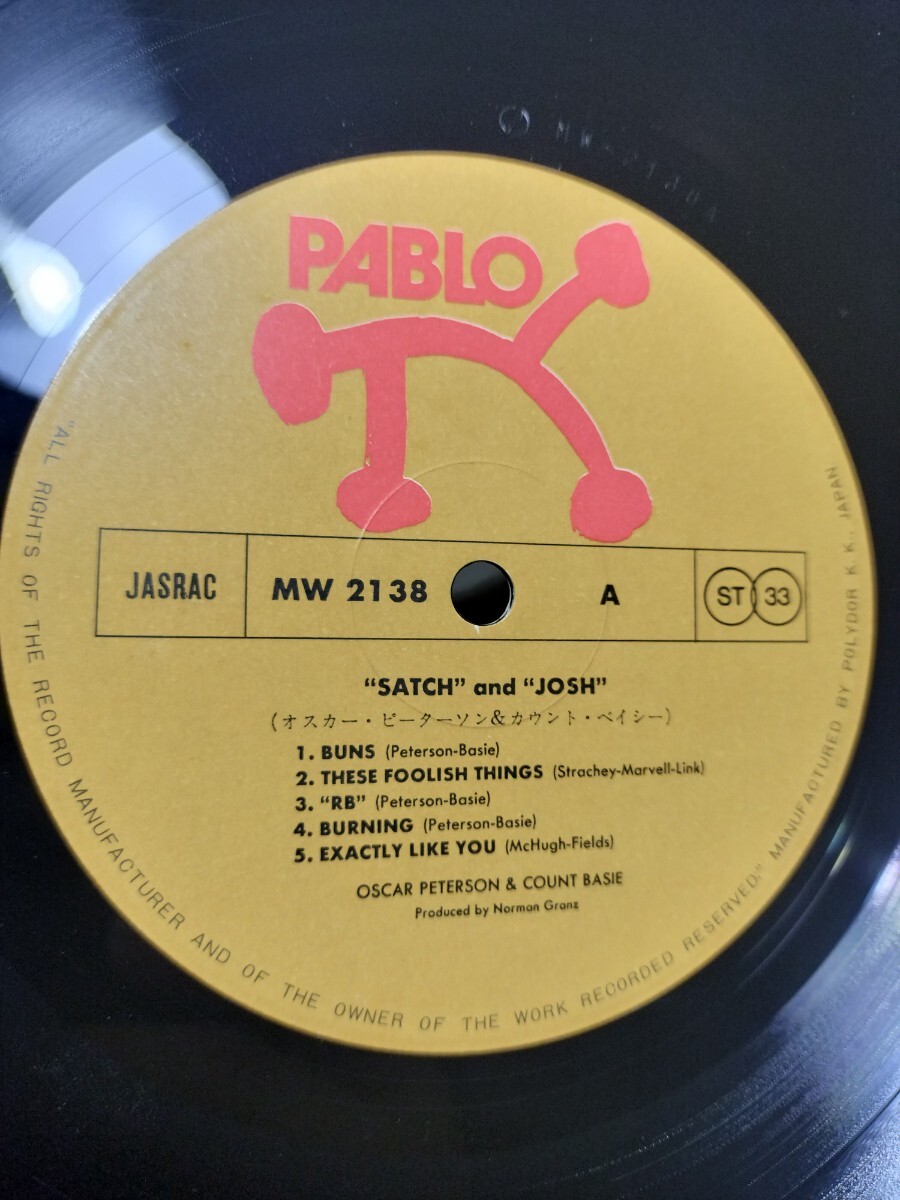 PABLO
JASRAC
MW 2138
A
ST 33
“SATCH” and “JOSH”
(オスカー・ピーターソン&カウント・ベイシー)
1. BUNS (Peterson-Basie)
2. THESE FOOLISH THINGS (Strachey-Marvell-Link)
3. “RB” (Peterson-Basie)
4. BURNING (Peterson-Basie)
5. EXACTLY LIKE YOU (McHugh-Fields)
OSCAR PETERSON & COUNT BASIE
Produced by Norman Granz
“ALL RIGHTS OF THE RECORD MANUFACTURER AND OF THE OWNER OF THE WORK RECORDED RESERVED.” MANUFACTURED BY POLYDOR K. K., JAPAN